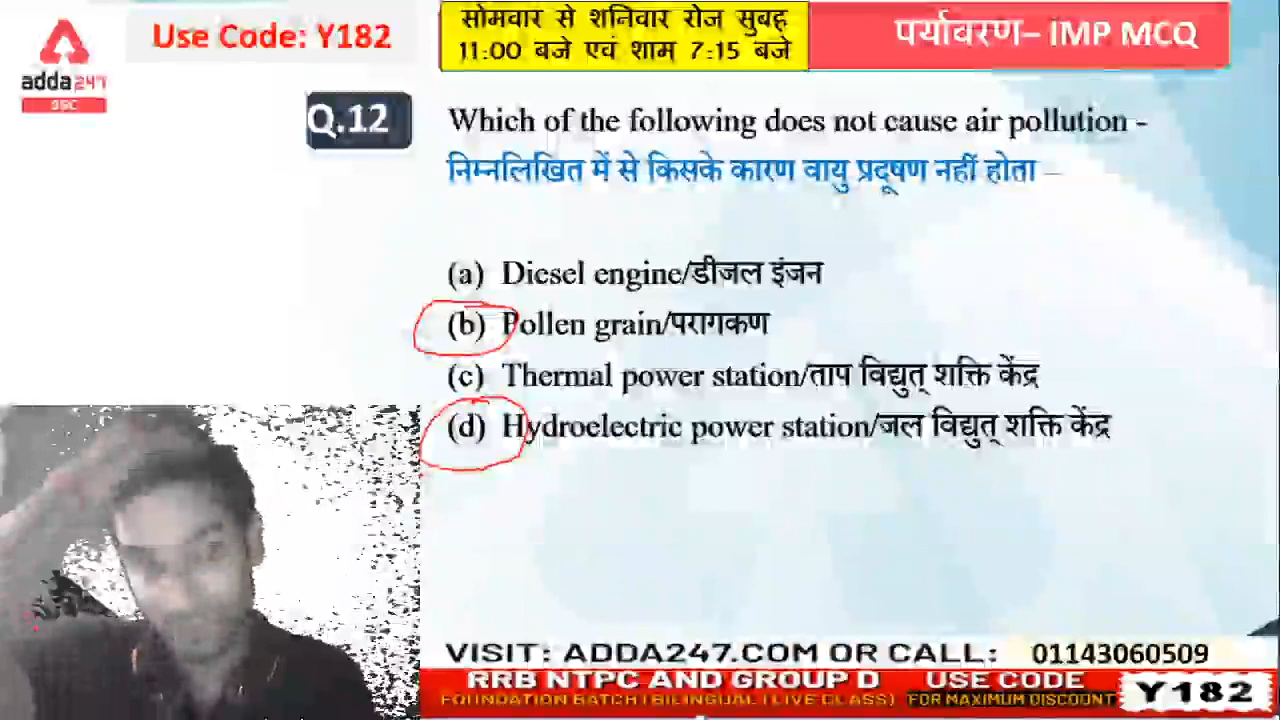 adda247
SSC
Use Code: Y182
सोमवार से शनिवार रोज सुबह
11:00 बजे एवं शाम 7:15 बजे
पर्यावरण– IMP MCQ
Q.12
Which of the following does not cause air pollution -
निम्नलिखित में से किसके कारण वायु प्रदूषण नहीं होता –
(a) Diesel engine/डीजल इंजन
(b) Pollen grain/परागकण
(c) Thermal power station/ताप विद्युत् शक्ति केंद्र
(d) Hydroelectric power station/जल विद्युत् शक्ति केंद्र
VISIT: ADDA247.COM OR CALL: 01143060509
RRB NTPC AND GROUP D
FOUNDATION BATCH (BILINGUAL (LIVE CLASS)
USE CODE
FOR MAXIMUM DISCOUNT
Y182